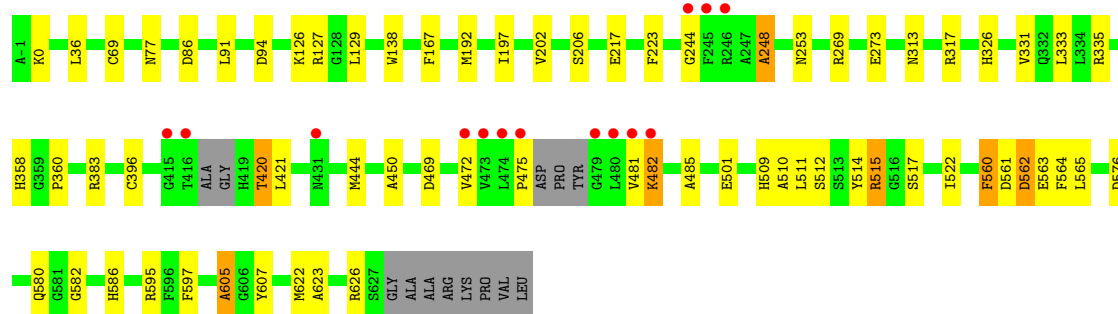 A-1 K0 L36 C69 N77 D86 L91 D94 K126 R127 G128 L129 W138 F167 M192 I197 V202 S206 E217 F223 G244 F245 R246 A247 A248 N253 R269 E273 N313 R317 H326 V331 Q332 L333 L334 R335
H358 G359 P360 R383 C396 G415 T416 ALA GLY H419 T420 L421 N431 M444 A450 D469 V472 V473 L474 P475 ASP PRO TYR G479 L480 V481 K482 A485 E501 H509 A510 L511 S512 S513 Y514 R515 G516 S517 I522 F560 D561 D562 E563 F564 L565 D576
Q580 G581 G582 H586 R595 F596 F597 A605 G606 Y607 M622 A623 R626 S627 GLY ALA ALA ARG LYS PRO VAL LEU